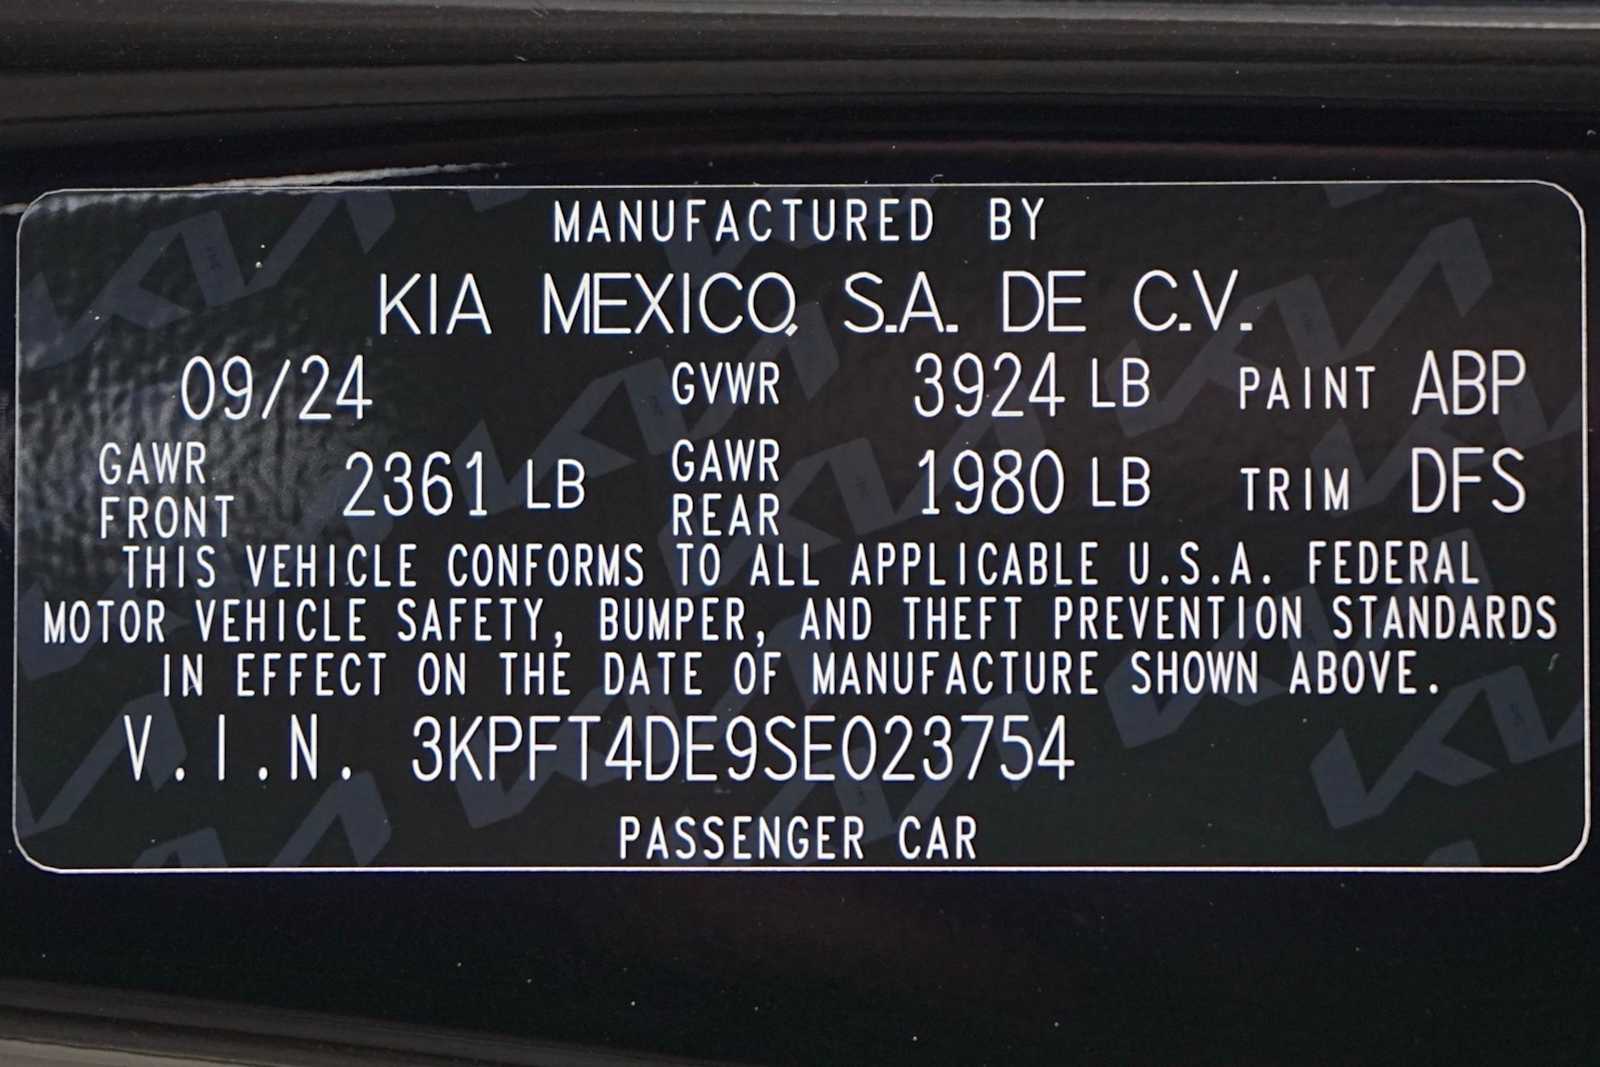 MANUFACTURED BY
KIA MEXICO, S.A. DE C.V.
09/24 GVWR 3924 LB PAINT ABP
GAWR FRONT 2361 LB GAWR REAR 1980 LB TRIM DFS
THIS VEHICLE CONFORMS TO ALL APPLICABLE U.S.A. FEDERAL
MOTOR VEHICLE SAFETY, BUMPER, AND THEFT PREVENTION STANDARDS
IN EFFECT ON THE DATE OF MANUFACTURE SHOWN ABOVE.
V.I.N. 3KPFT4DE9SE023754
PASSENGER CAR